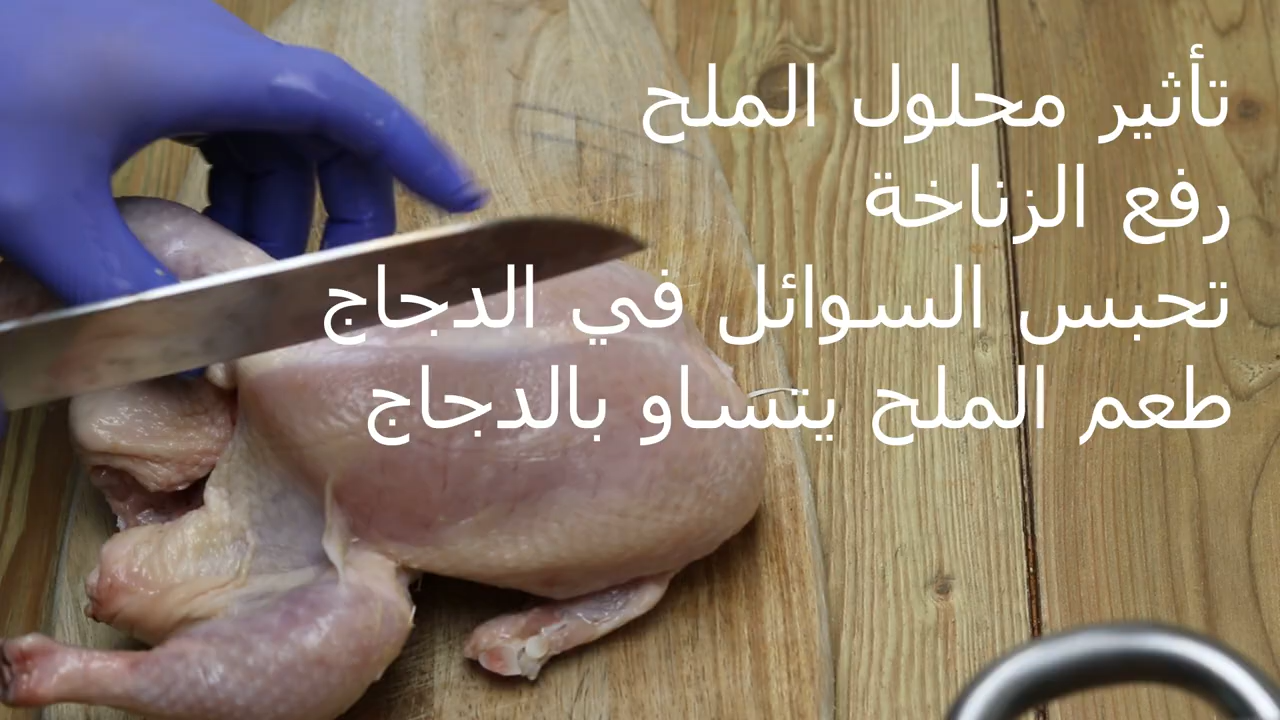 تأثير محلول الملح
رفع الزناخة
تحبس السوائل في الدجاج
طعم الملح يتساو بالدجاج